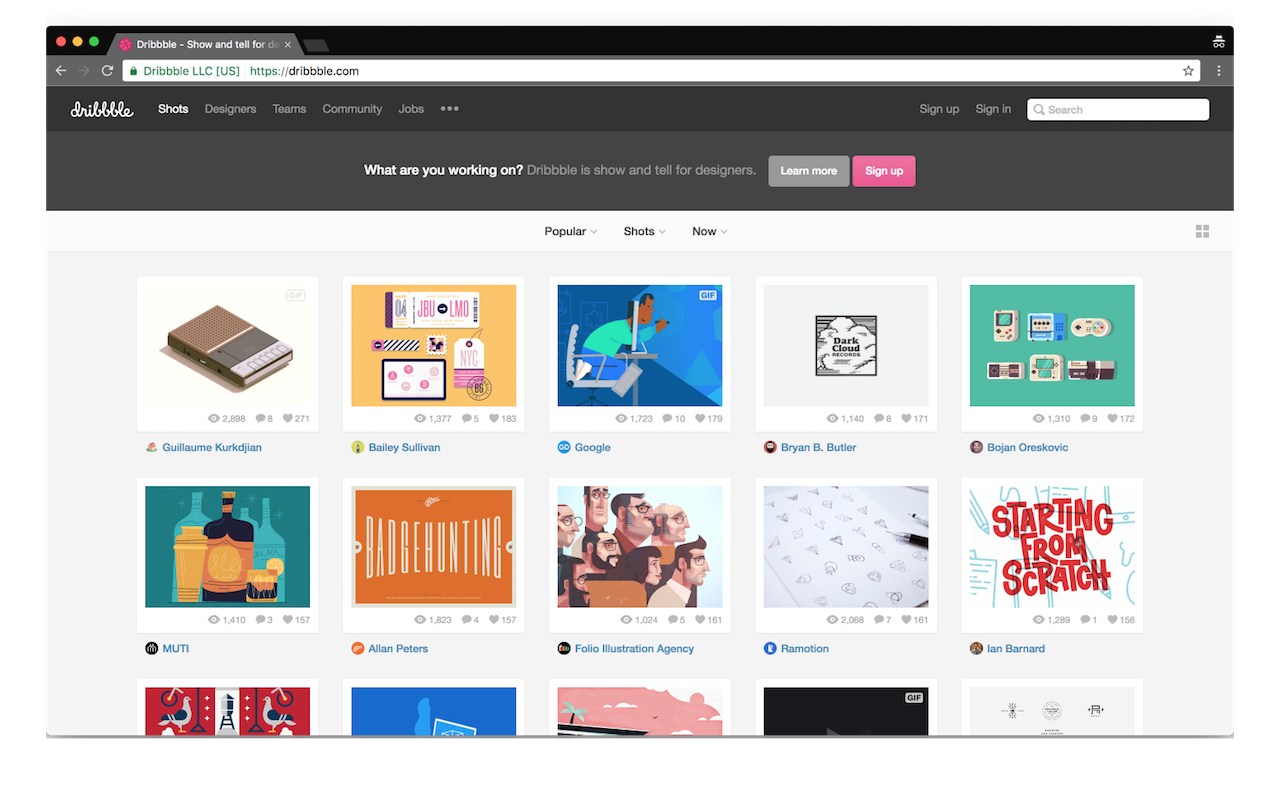 Dribbble - Show and tell for de
Dribbble LLC [US] https://dribbble.com
dribbble Shots Designers Teams Community Jobs Sign up Sign in Search
What are you working on? Dribbble is show and tell for designers. Learn more Sign up
Popular Shots Now
GIF
04 JBU LMO
NYC
86
GIF
Dark
Cloud
RECORDS
2,898 8 271
1,377 5 183
1,723 10 179
1,140 8 171
1,310 9 172
Guillaume Kurkdjian
Bailey Sullivan
GD Google
Bryan B. Butler
Bojan Oreskovic
BADGEHUNTING
STARTING
FROM
SCRATCH
1,410 3 157
1,823 4 157
1,024 5 161
2,068 7 161
1,289 1 156
MUTI
Allan Peters
Folio Illustration Agency
Ramotion
Ian Barnard
GIF